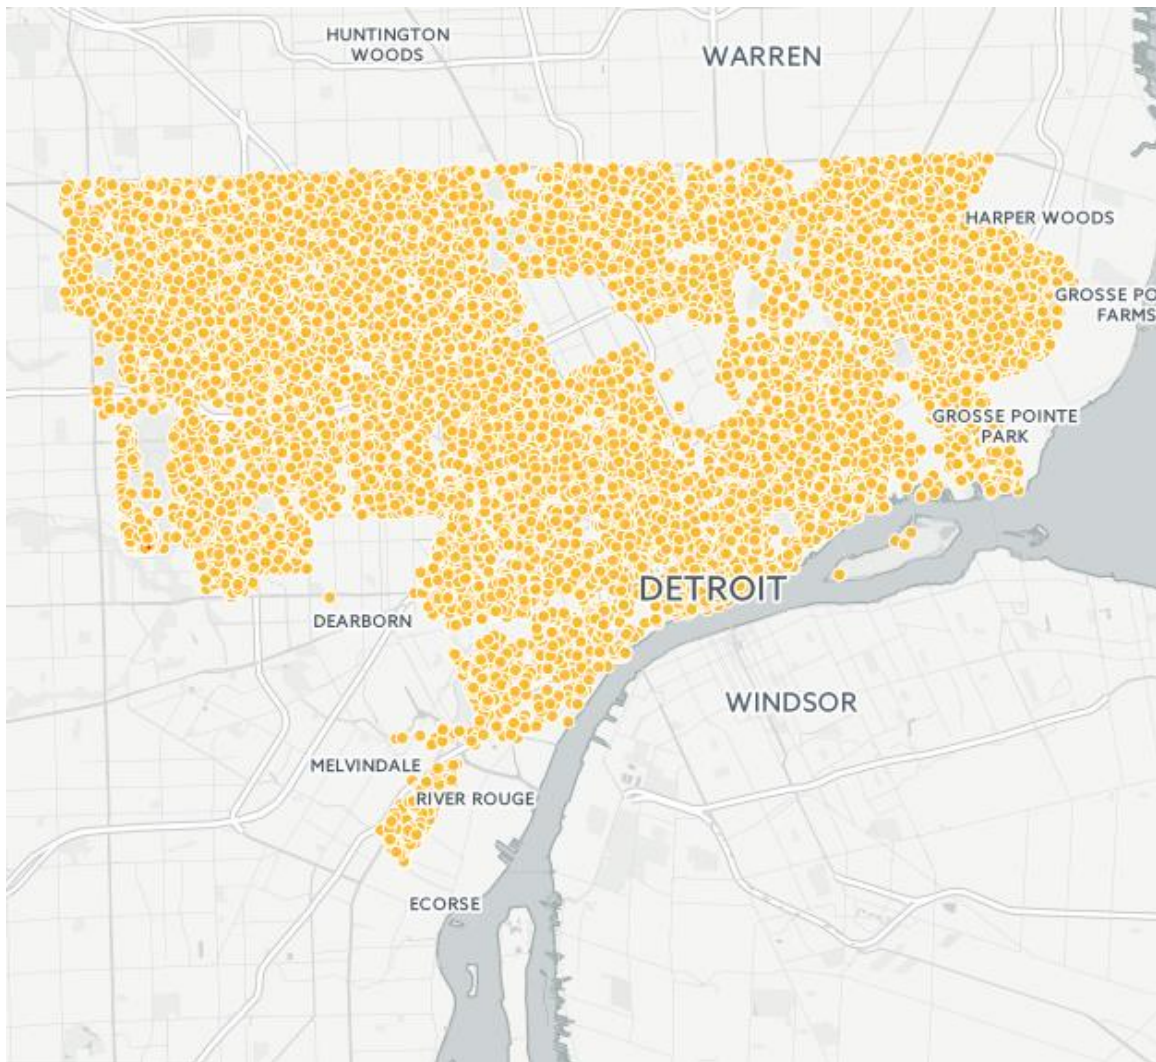 HUNTINGTON
WOODS
WARREN
HARPER WOODS
GROSSE PO
FARMS
GROSSE POINTE
PARK
DETROIT
DEARBORN
WINDSOR
MELVINDALE
RIVER ROUGE
ECORSE